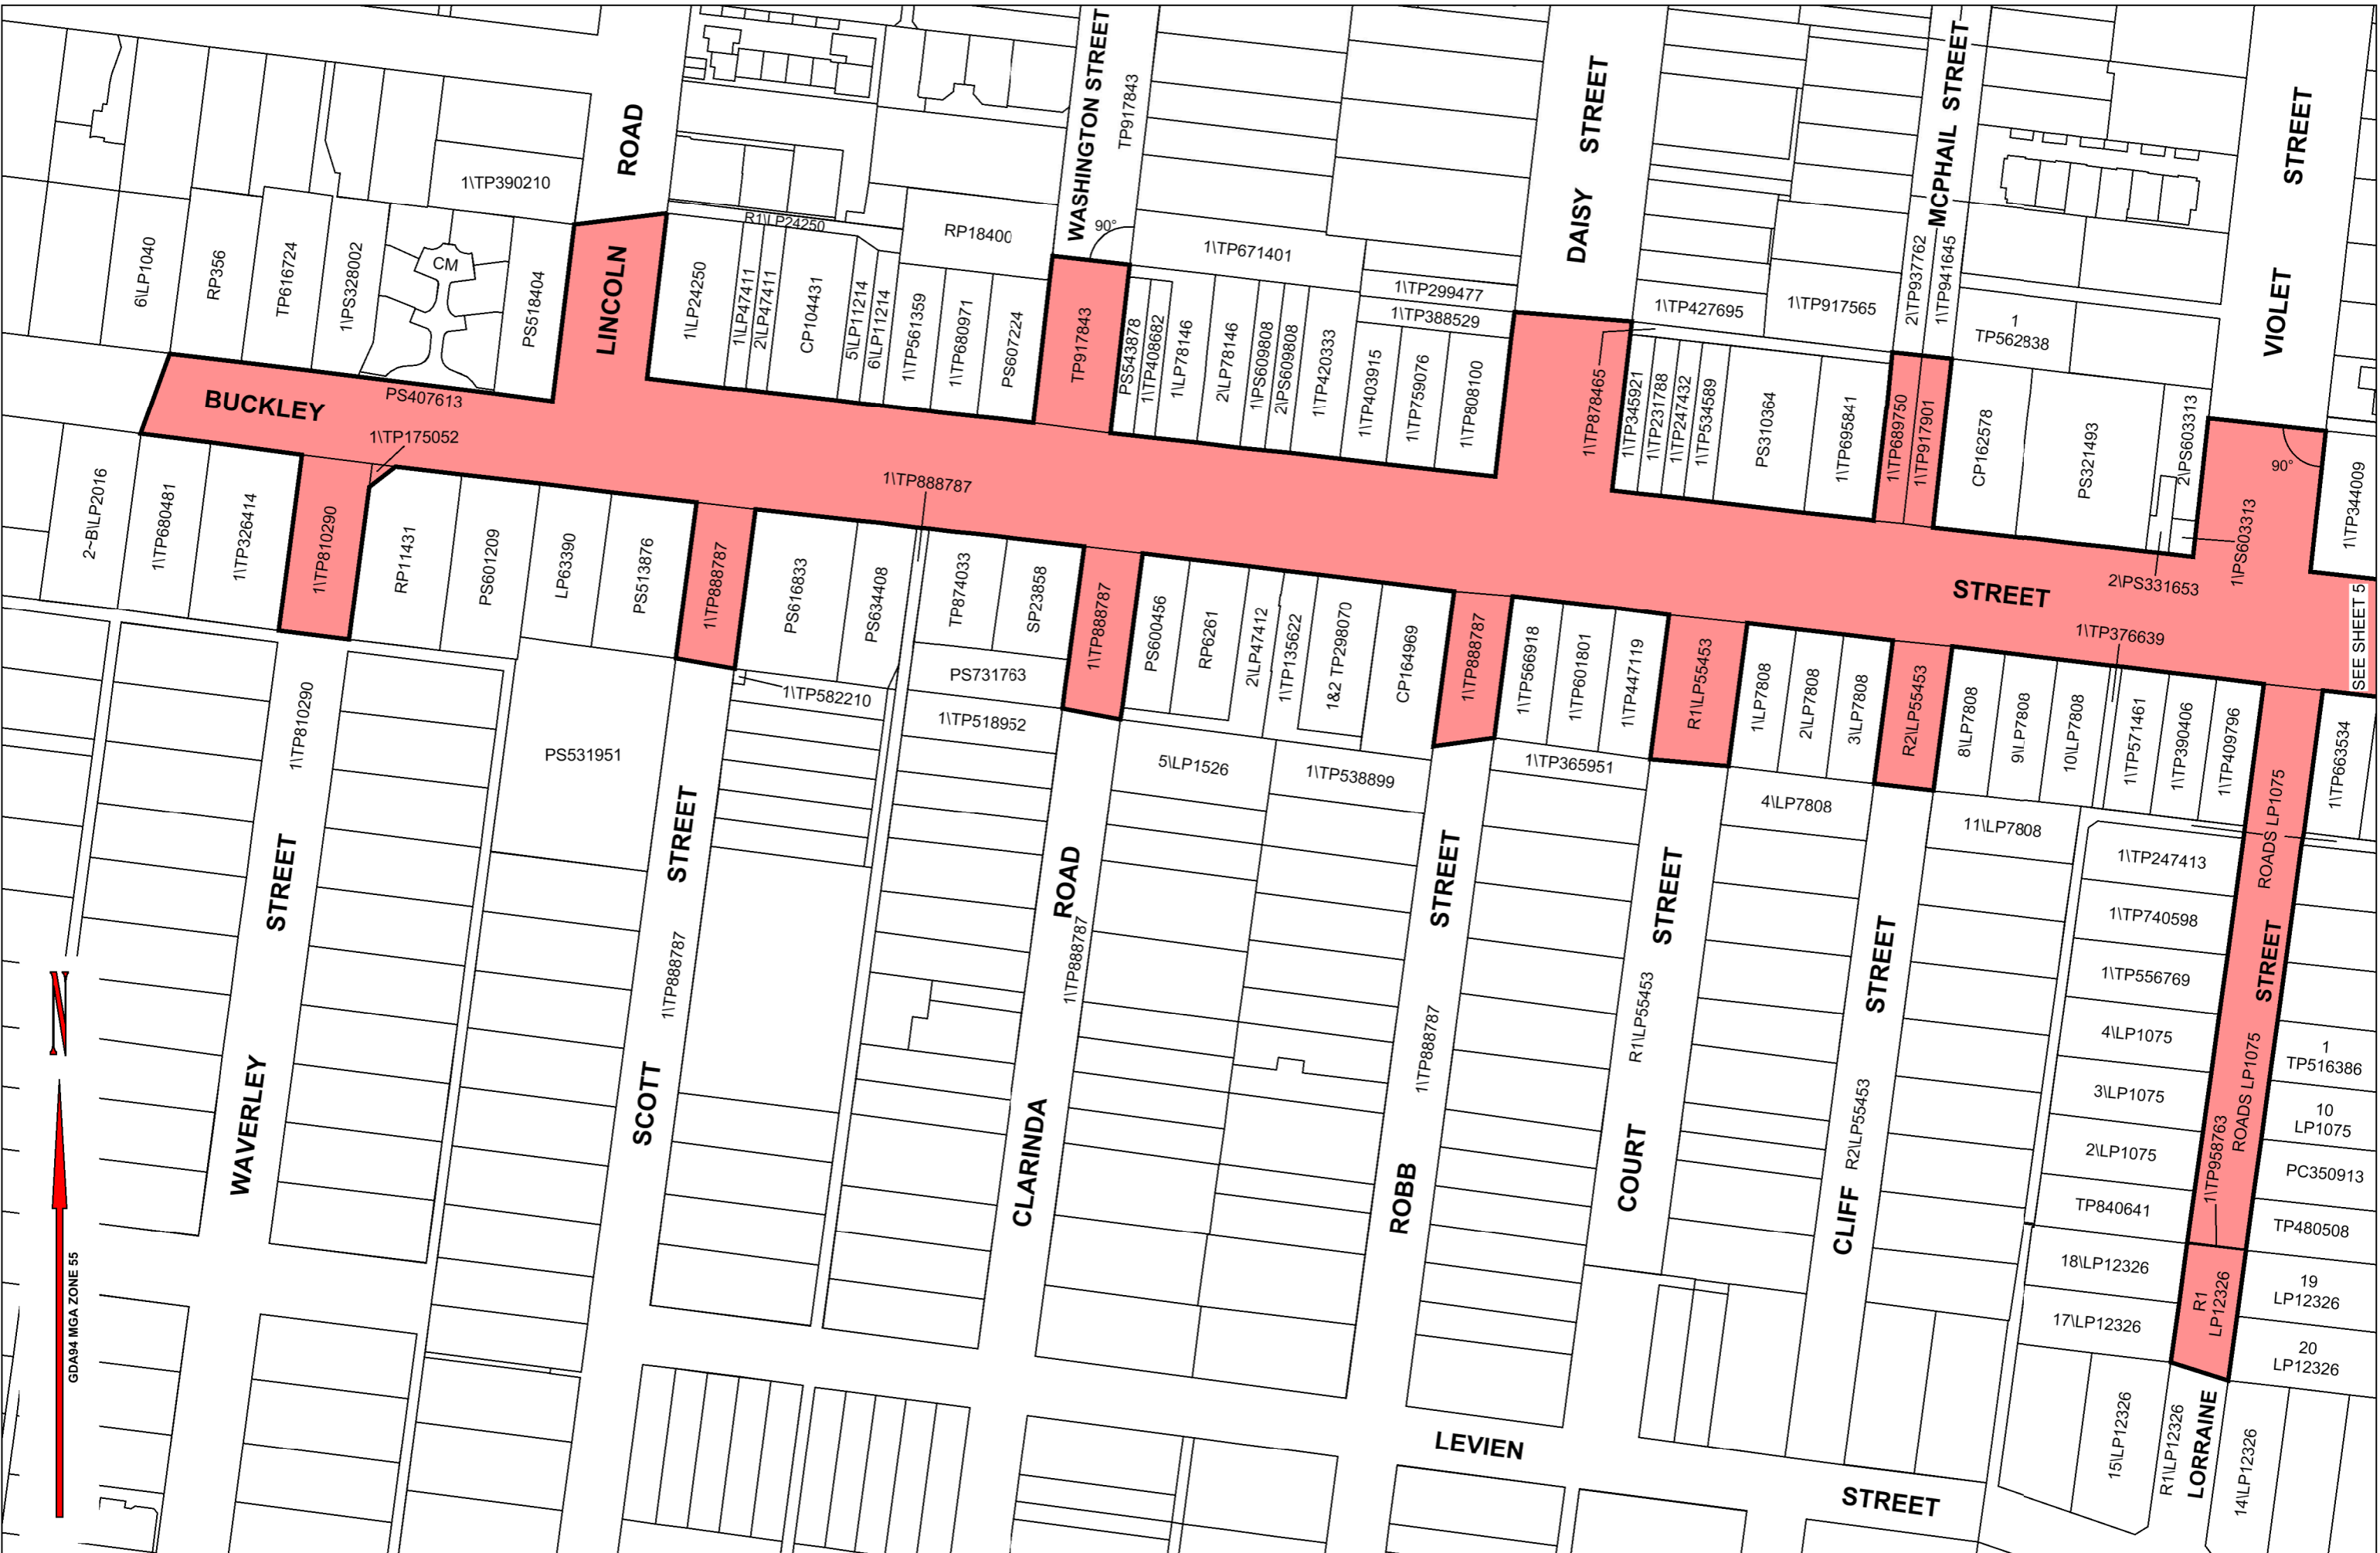 ROAD
WASHINGTON STREET
TP917843
DAISY STREET
MCPHAIL STREET
VIOLET STREET
1\TP390210
6\LP1040
RP356
TP616724
1\PS328002
CM
PS518404
LINCOLN
R1\LP24250
1\LP24250
1\LP47411
2\LP47411
CP104431
5\LP11214
6\LP11214
1\TP561359
1\TP680971
PS607224
RP18400
90°
TP917843
1\TP671401
PS543878
1\TP408682
1\LP78146
2\LP78146
1\PS609808
2\PS609808
1\TP420333
1\TP299477
1\TP388529
1\TP403915
1\TP759076
1\TP808100
1\TP878465
1\TP427695
1\TP917565
1\TP345921
1\TP231788
1\TP247432
1\TP534589
PS310364
1\TP695841
2\TP937762
1\TP941645
1\TP689750
1\TP917901
1
TP562838
CP162578
PS321493
2\PS603313
1\PS603313
2\PS331653
90°
1\TP344009
BUCKLEY
PS407613
1\TP175052
1\TP888787
STREET
1\TP376639
SEE SHEET 5
2~B\LP2016
1\TP680481
1\TP326414
1\TP810290
RP11431
PS601209
LP63390
PS513876
1\TP888787
PS616833
PS634408
TP874033
SP23858
1\TP888787
PS600456
RP6261
2\LP47412
1\TP135622
1&2 TP298070
CP164969
1\TP888787
1\TP566918
1\TP601801
1\TP447119
R1\LP55453
1\LP7808
2\LP7808
3\LP7808
R2\LP55453
8\LP7808
9\LP7808
10\LP7808
1\TP571461
1\TP390406
1\TP409796
ROADS LP1075
1\TP663534
1\TP582210
PS731763
1\TP518952
PS531951
5\LP1526
1\TP538899
1\TP365951
4\LP7808
11\LP7808
1\TP247413
1\TP740598
1\TP556769
4\LP1075
3\LP1075
2\LP1075
TP840641
18\LP12326
17\LP12326
1
TP516386
10
LP1075
PC350913
TP480508
19
LP12326
20
LP12326
1\TP810290
WAVERLEY STREET
SCOTT STREET
1\TP888787
CLARINDA ROAD
1\TP888787
ROBB STREET
1\TP888787
COURT STREET
R1\LP55453
CLIFF STREET
R2\LP55453
STREET
ROADS LP1075
1\TP958763
R1
LP12326
LORRAINE
R1\LP12326
15\LP12326
14\LP12326
LEVIEN STREET
N
GDA94 MGA ZONE 55